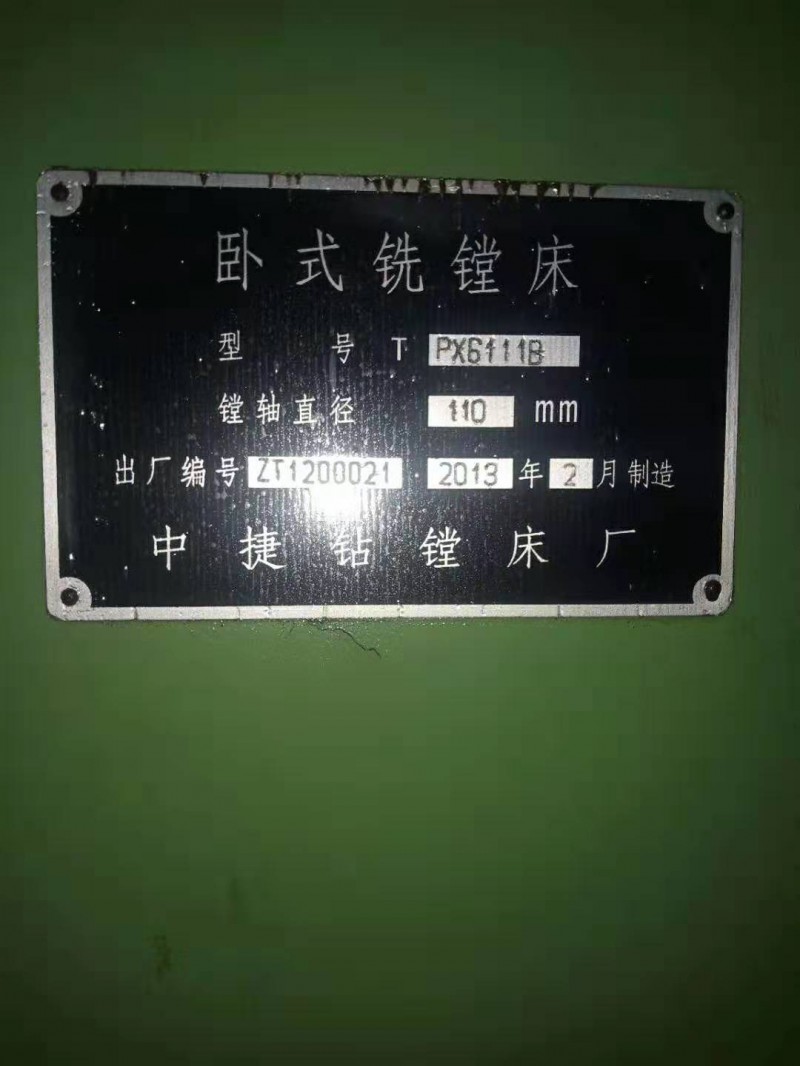 卧式铣镗床
型 号 T PX6111B
镗轴直径 110 mm
出厂编号 ZT1200021 2013 年 2 月制造
中捷钻镗床厂